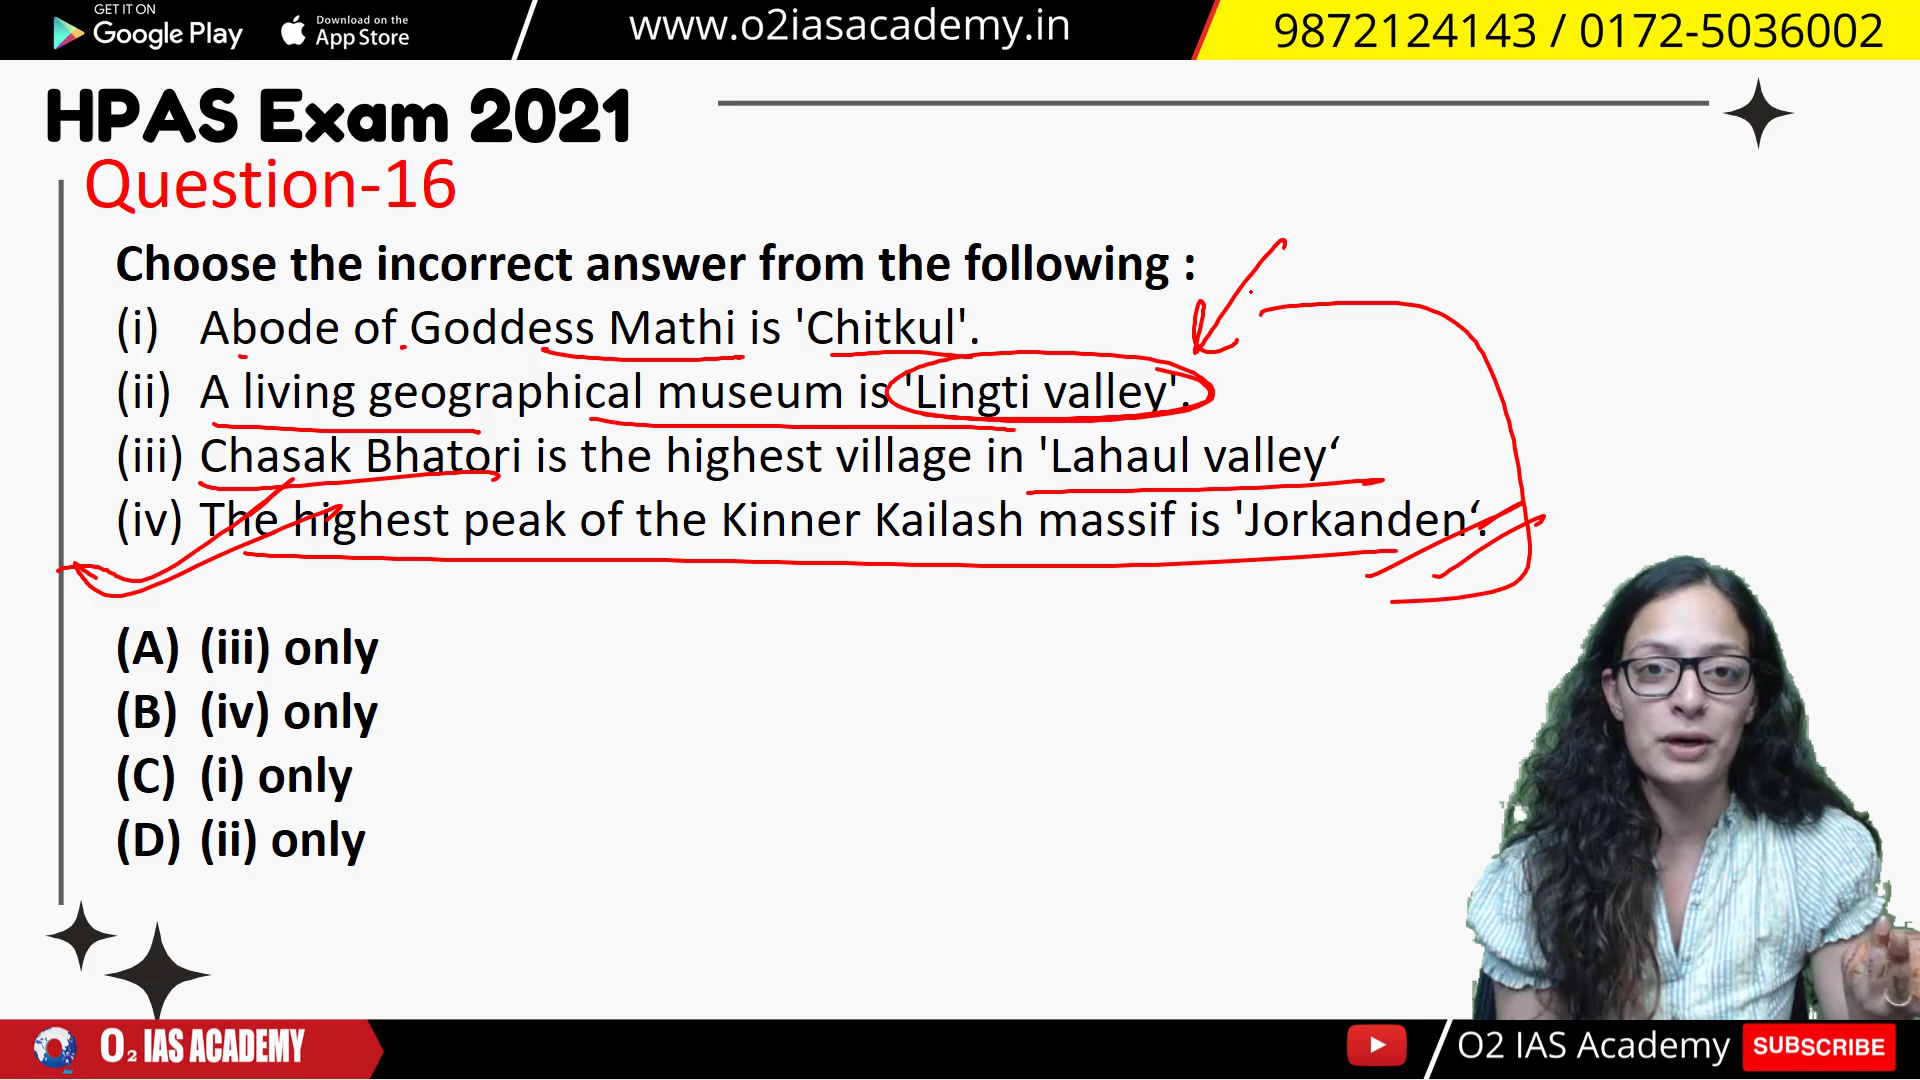 GET IT ON
Google Play
Download on the
App Store
www.o2iasacademy.in
9872124143 / 0172-5036002
HPAS Exam 2021
Question-16
Choose the incorrect answer from the following :
(i) Abode of Goddess Mathi is 'Chitkul'.
(ii) A living geographical museum is 'Lingti valley'.
(iii) Chasak Bhatori is the highest village in 'Lahaul valley‘
(iv) The highest peak of the Kinner Kailash massif is 'Jorkanden‘.
(A) (iii) only
(B) (iv) only
(C) (i) only
(D) (ii) only
O2 IAS ACADEMY
O2 IAS Academy
SUBSCRIBE